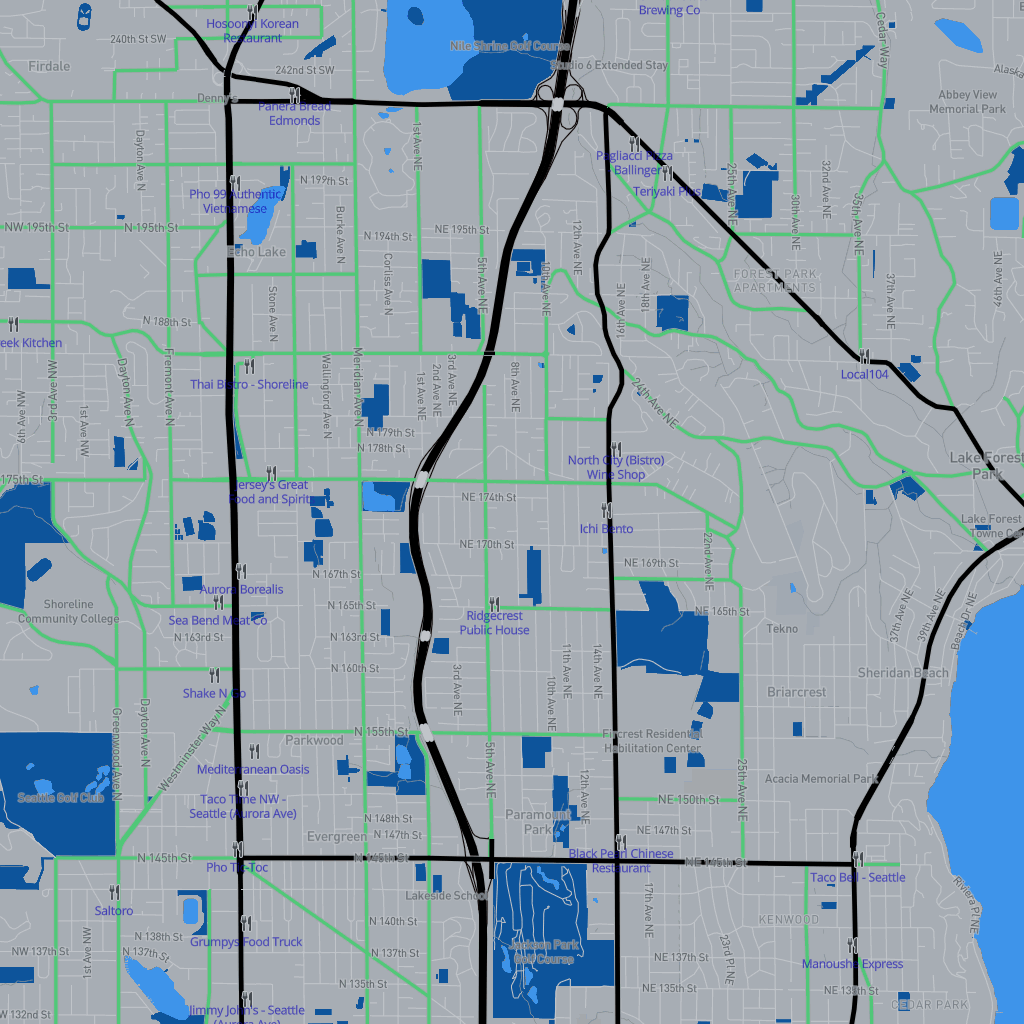 Brewing Co
Hosoon Korean
Restaurant
240th St SW
Nile Shrine Golf Course
Cedar Way
Firdale
242nd St SW
Studio 6 Extended Stay
Alaska
Denny's
Panera Bread
Edmonds
Abbey View
Memorial Park
Dayton Ave N
1st Ave NE
Pagliacci Pizza
Ballinger
25th Ave NE
32nd Ave NE
N 199th St
Teriyaki Plus
Pho 99 Authentic
Vietnamese
Burke Ave N
30th Ave NE
35th Ave NE
NW 195th St
N 195th St
N 194th St
NE 195th St
12th Ave NE
Echo Lake
Corliss Ave N
5th Ave NE
10th Ave NE
18th Ave NE
FOREST PARK
APARTMENTS
37th Ave NE
46th Ave NE
Stone Ave N
15th Ave NE
N 188th St
eek Kitchen
3rd Ave NW
Fremont Ave N
Dayton Ave N
Wallingford Ave N
Meridian Ave N
3rd Ave NE
2nd Ave NE
1st Ave NE
8th Ave NE
Thai Bistro - Shoreline
Local104
24th Ave NE
6th Ave NW
1st Ave NW
N 179th St
N 178th St
North City (Bistro)
Wine Shop
Lake Forest
Park
175th St
Jersey's Great
Food and Spirits
NE 174th St
Ichi Bento
Lake Forest
Towne Cen
NE 170th St
22nd Ave NE
NE 169th St
N 167th St
Aurora Borealis
Shoreline
Community College
Sea Bend Meat Co
N 165th St
Ridgecrest
Public House
NE 165th St
37th Ave NE
39th Ave NE
Beach Dr NE
N 163rd St
N 163rd St
Tekno
N 160th St
11th Ave NE
14th Ave NE
Sheridan Beach
Shake N Go
3rd Ave NE
10th Ave NE
Briarcrest
Greenwood Ave N
Dayton Ave N
Westminster Way N
Parkwood
N 155th St
Fircrest Residential
Habilitation Center
Mediterranean Oasis
5th Ave NE
12th Ave NE
25th Ave NE
Acacia Memorial Park
Seattle Golf Club
Taco Time NW -
Seattle (Aurora Ave)
NE 150th St
N 148th St
Paramount
Park
Evergreen
N 147th St
NE 147th St
N 145th St
Pho Tic-Toc
N 145th St
Black Pearl Chinese
Restaurant
NE 145th St
Taco Bell - Seattle
Lakeside School
17th Ave NE
Riviera Pl NE
Saltoro
N 140th St
KENWOOD
N 138th St
Grumpys Food Truck
Jackson Park
Golf Course
NW 137th St
N 137th St
N 137th St
1st Ave NW
NE 137th St
23rd Pl NE
Manoushe Express
N 135th St
NE 135th St
NE 135th St
CEDAR PARK
W 132nd St
Jimmy John's - Seattle
(Aurora Ave)